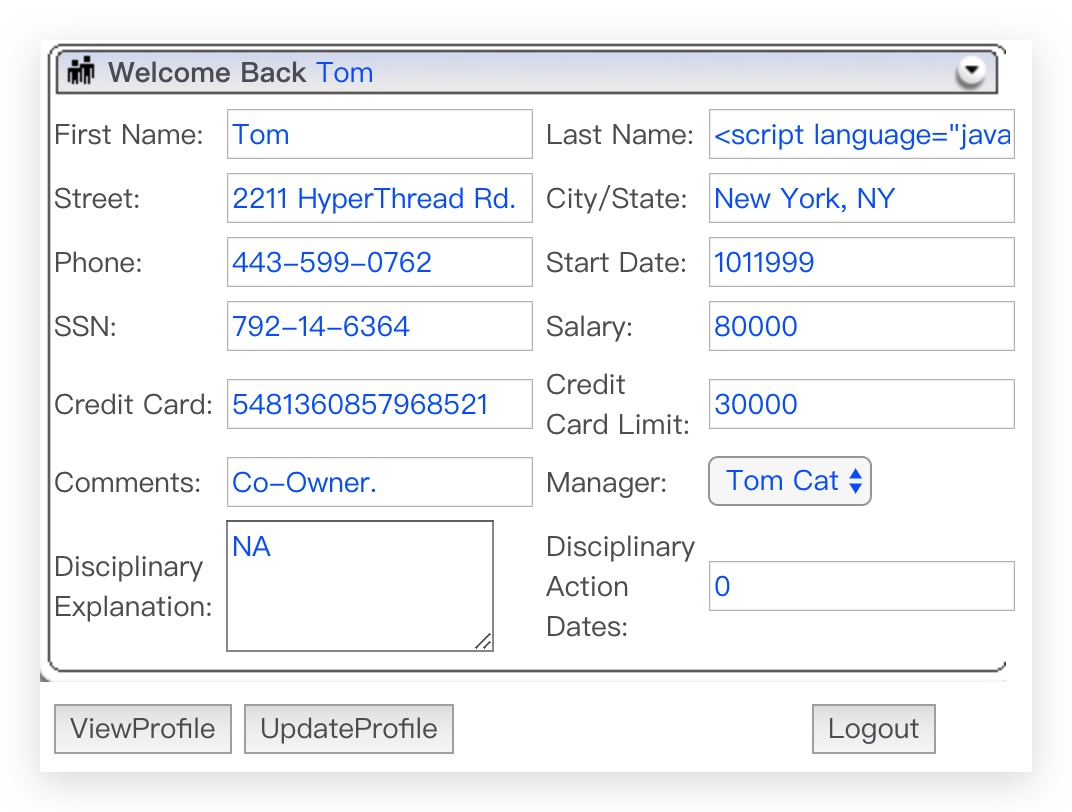 Welcome Back Tom
First Name: Tom Last Name: <script language="java
Street: 2211 HyperThread Rd. City/State: New York, NY
Phone: 443-599-0762 Start Date: 1011999
SSN: 792-14-6364 Salary: 80000
Credit Card: 5481360857968521 Credit
Card Limit: 30000
Comments: Co-Owner. Manager: Tom Cat
Disciplinary
Explanation: NA
Disciplinary
Action
Dates: 0
ViewProfile UpdateProfile Logout